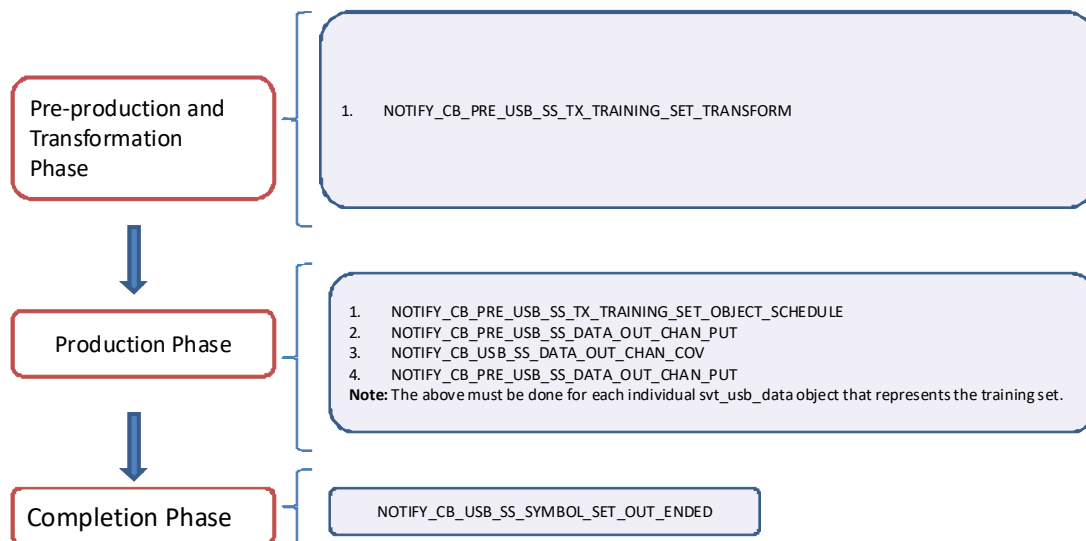 Pre-production and
Transformation
Phase
1. NOTIFY_CB_PRE_USB_SS_TX_TRAINING_SET_TRANSFORM
Production Phase
1. NOTIFY_CB_PRE_USB_SS_TX_TRAINING_SET_OBJECT_SCHEDULE
2. NOTIFY_CB_PRE_USB_SS_DATA_OUT_CHAN_PUT
3. NOTIFY_CB_USB_SS_DATA_OUT_CHAN_COV
4. NOTIFY_CB_PRE_USB_SS_DATA_OUT_CHAN_PUT
Note: The above must be done for each individual svt_usb_data object that represents the training set.
Completion Phase
NOTIFY_CB_USB_SS_SYMBOL_SET_OUT_ENDED